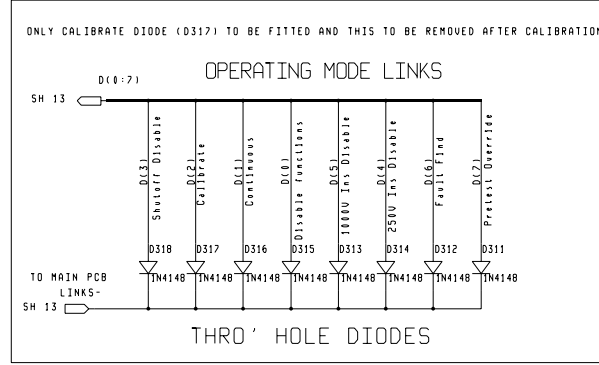 ONLY CALIBRATE DIODE (D317) TO BE FITTED AND THIS TO BE REMOVED AFTER CALIBRATION
OPERATING MODE LINKS
D(0:7)
SH 13
D(3)
Shutoff Disable
D(2)
Calibrate
D(1)
Continuous
D(0)
Disable functions
D(5)
1000V Ins Disable
D(4)
250V Ins Disable
D(6)
Fault Find
D(7)
Pretest Override
D318
D317
D316
D315
D313
D314
D312
D311
1N4148
1N4148
1N4148
1N4148
1N4148
1N4148
1N4148
1N4148
TO MAIN PCB
LINKS-
SH 13
THRO' HOLE DIODES